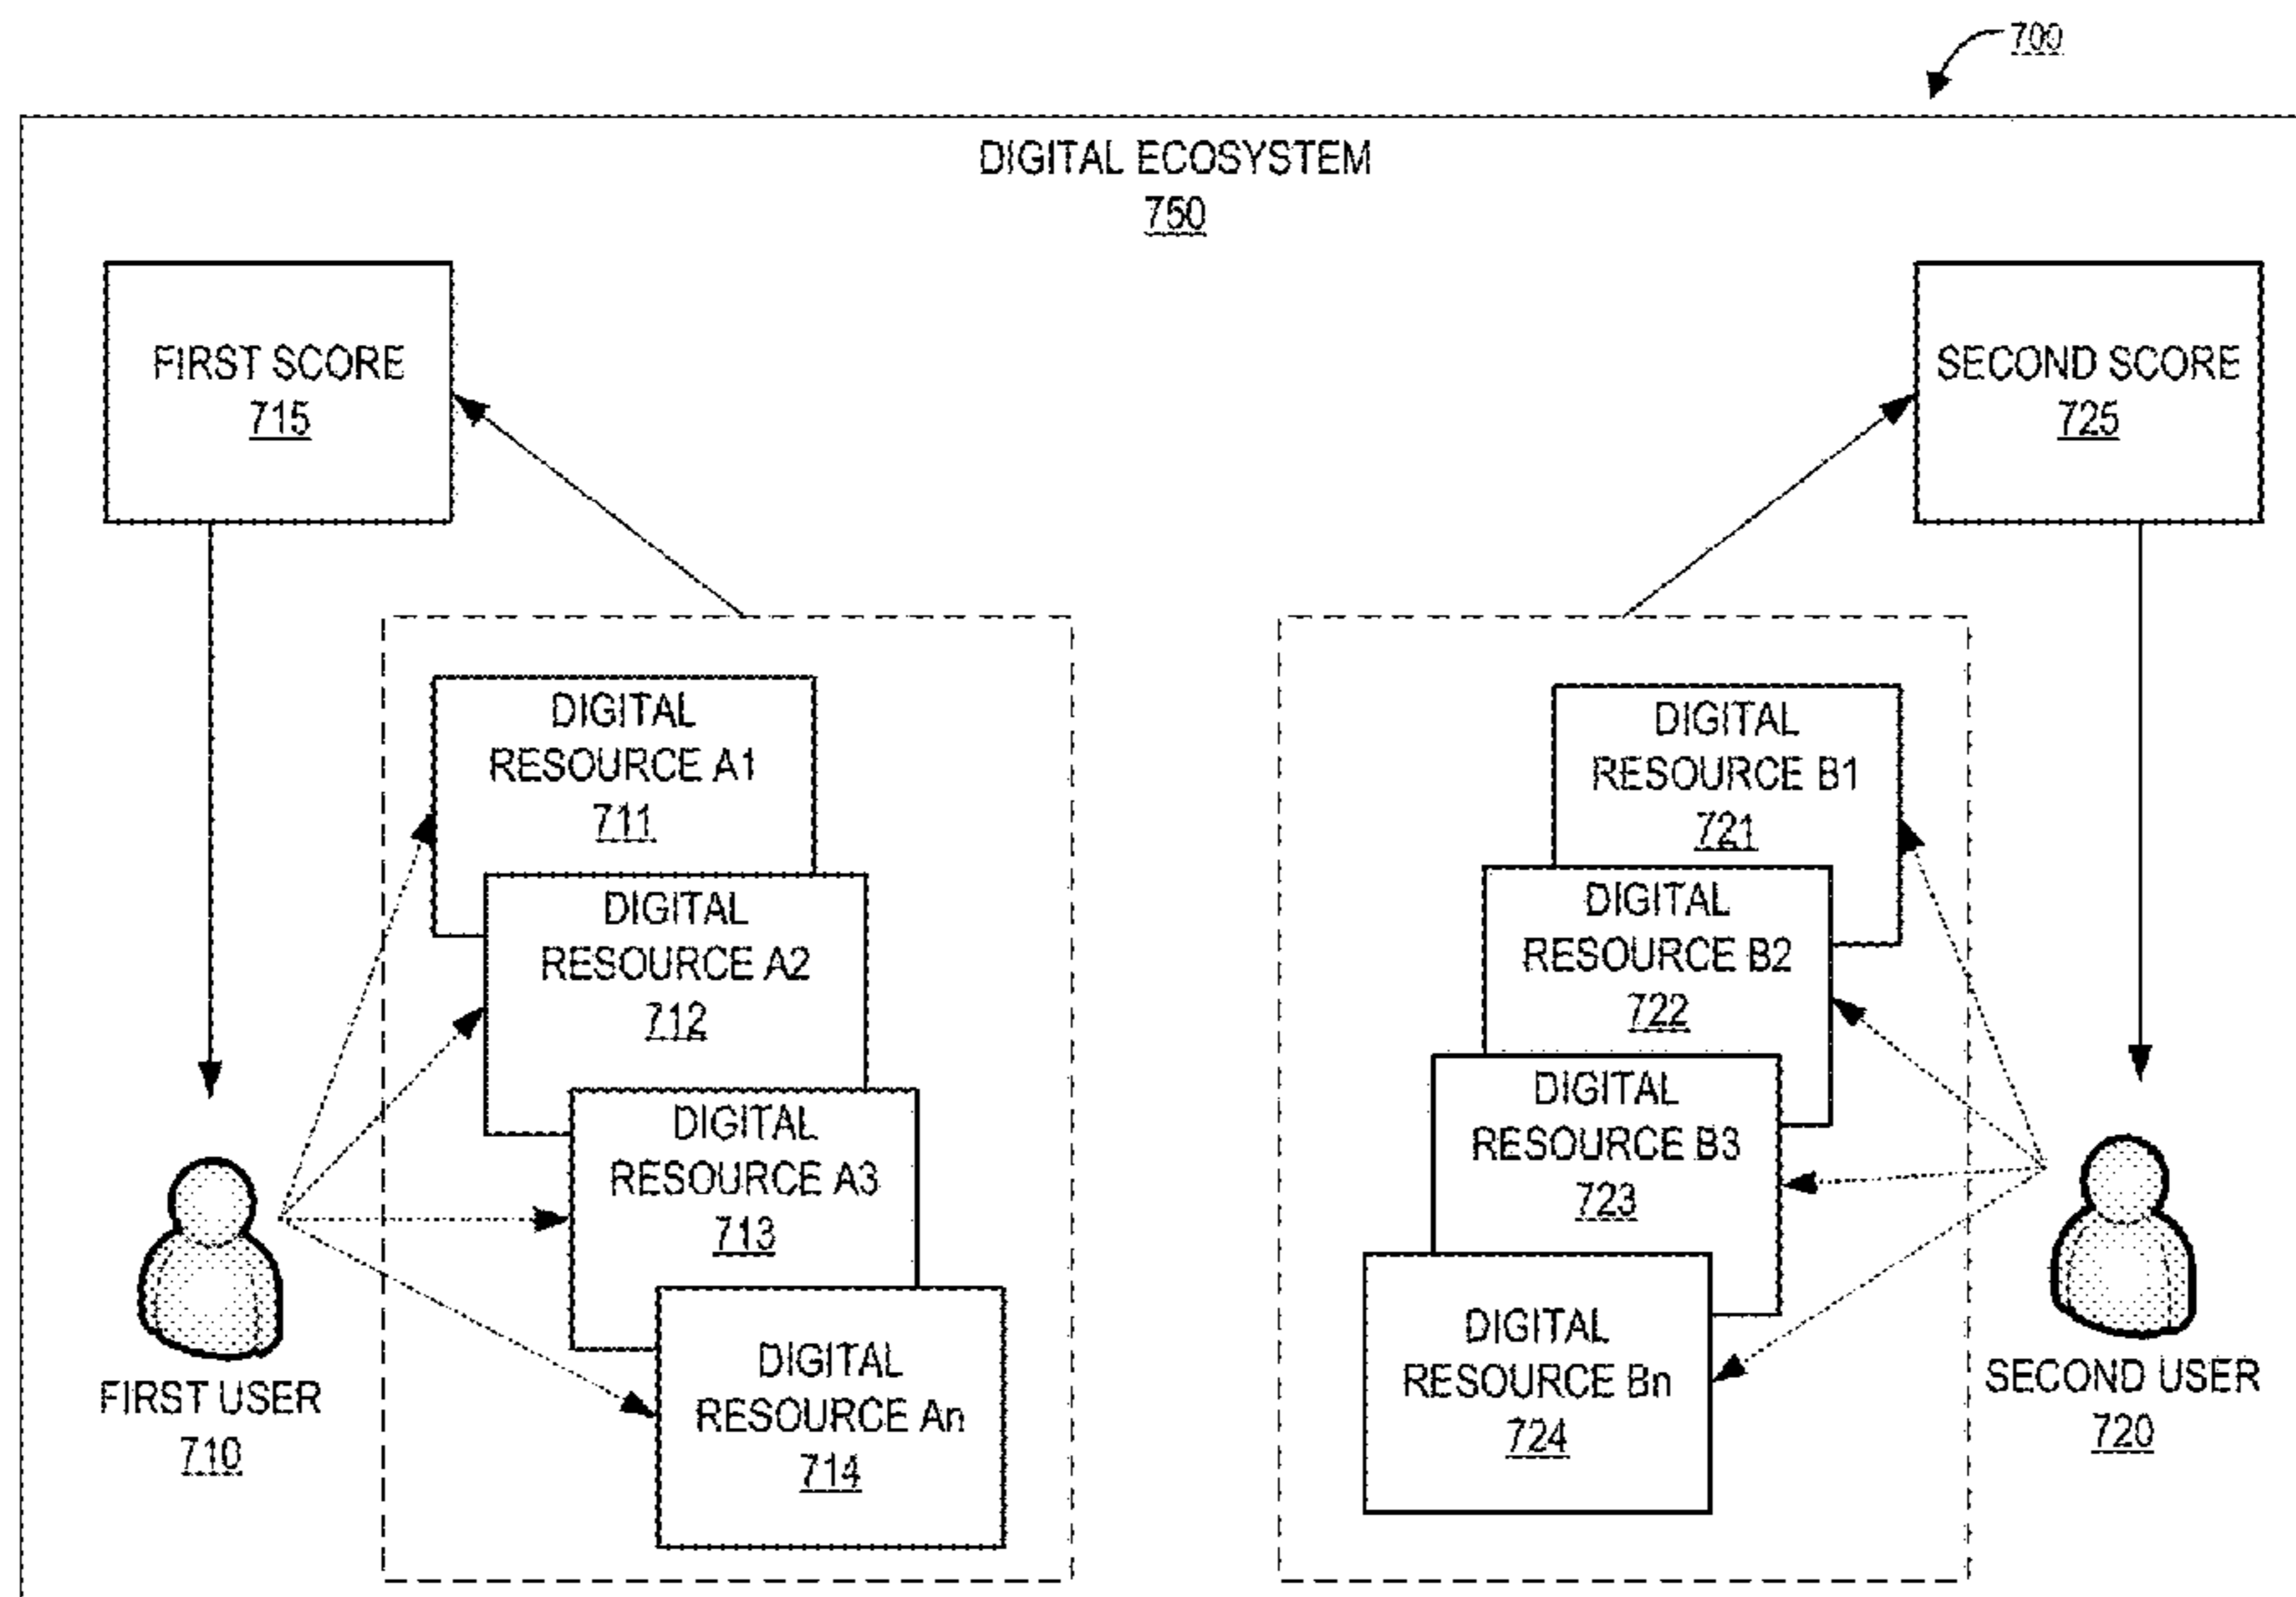 700
DIGITAL ECOSYSTEM
750
FIRST SCORE
715
SECOND SCORE
725
DIGITAL
RESOURCE A1
711
DIGITAL
RESOURCE A2
712
DIGITAL
RESOURCE A3
713
DIGITAL
RESOURCE An
714
DIGITAL
RESOURCE B1
721
DIGITAL
RESOURCE B2
722
DIGITAL
RESOURCE B3
723
DIGITAL
RESOURCE Bn
724
FIRST USER
710
SECOND USER
720